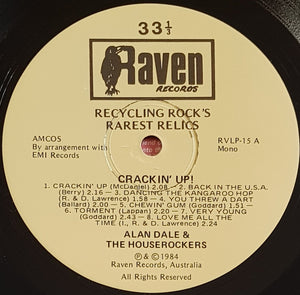 33 1/3
Raven
RECORDS
RECYCLING ROCK'S
RAREST RELICS
AMCOS
By arrangement with
EMI Records
RVLP-15 A
Mono
CRACKIN' UP!
1. CRACKIN UP (McDaniel) 2.08 – 2. BACK IN THE U.S.A.
(Berry) 2.16 – 3. DANCING THE KANGAROO HOP
(R. & D. Lawrence) 1.58 – 4. YOU THREW A DART
(Ballard) 2.00 – 5. CHEWIN' GUM (Goddard) 1.51 –
6. TORMENT (Lappan) 2.20 – 7. VERY YOUNG
(Goddard) 2.43 – 8. LOVE ME ALL THE
TIME (I., R. & D. Lawrence) 2.24
ALAN DALE &
THE HOUSEROCKERS
℗ & © 1984
Raven Records, Australia
All Rights Reserved